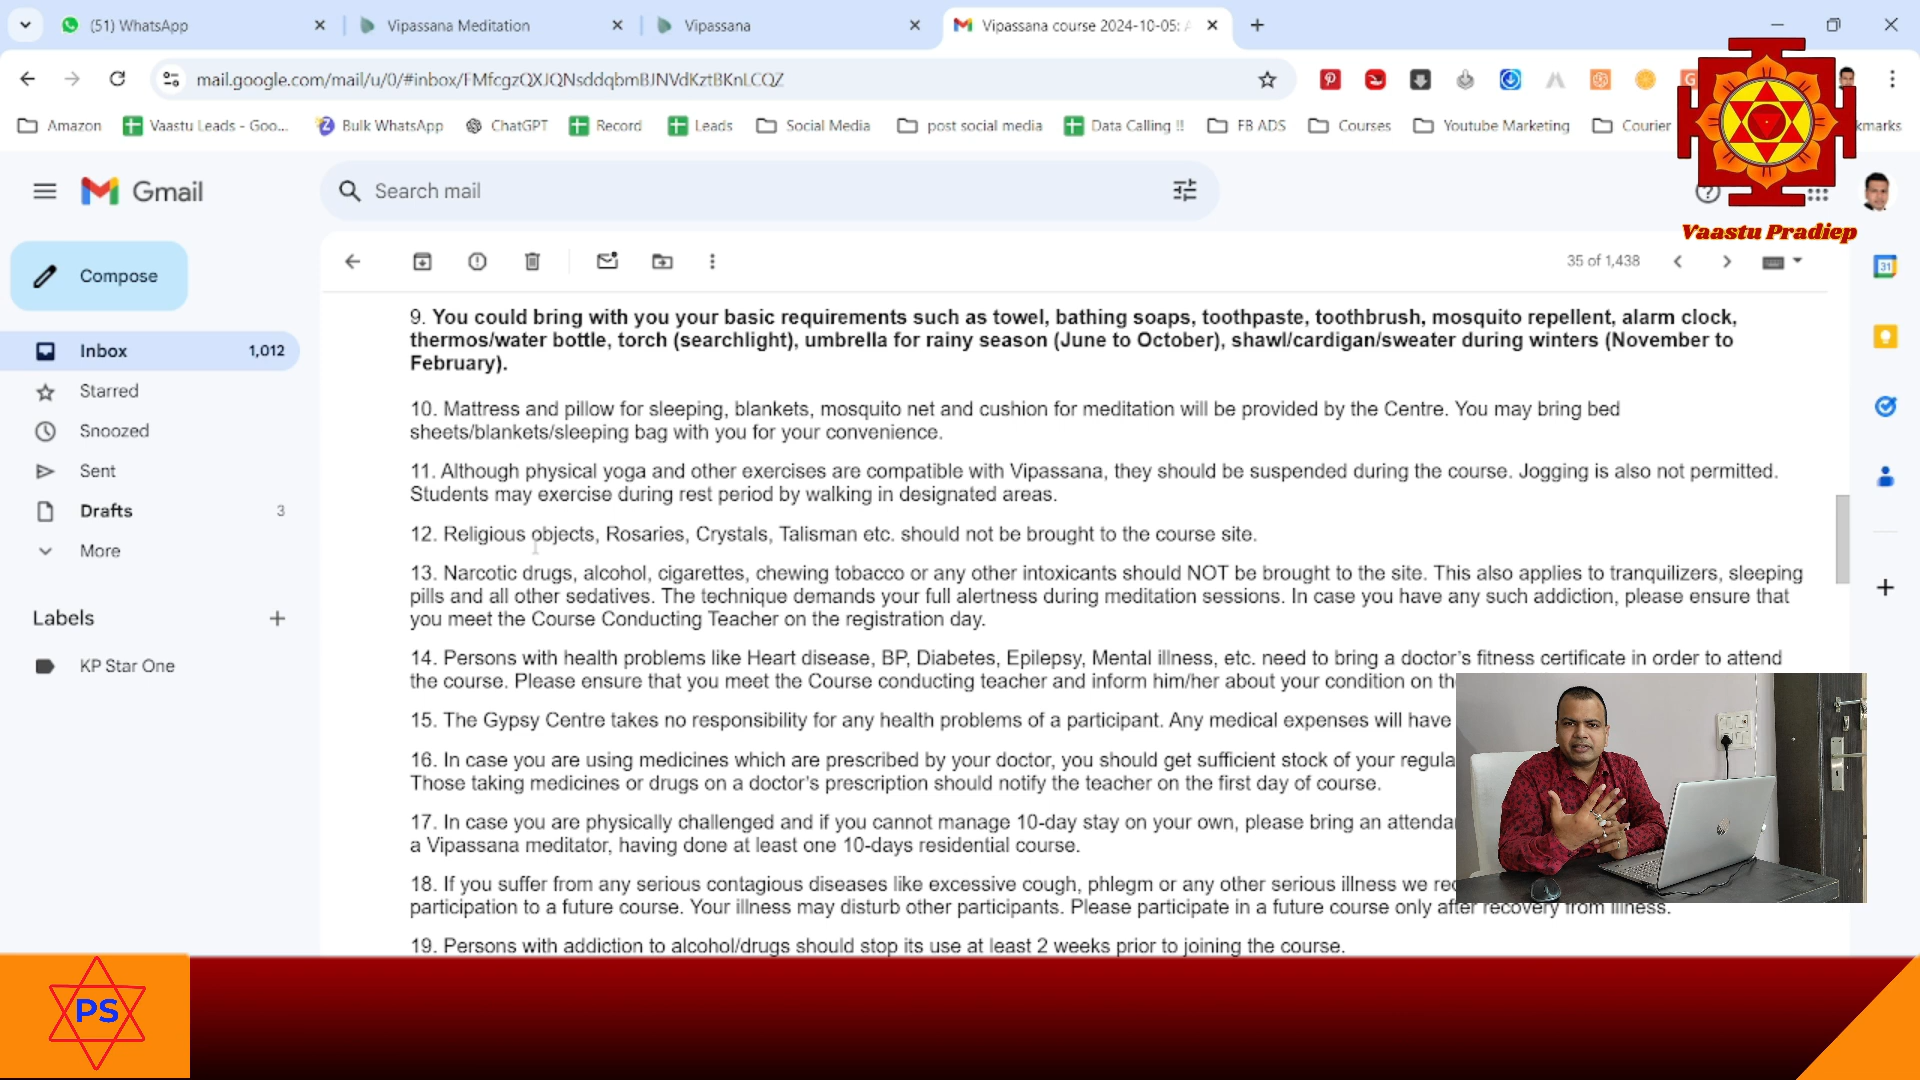 (51) WhatsApp
Vipassana Meditation
Vipassana
Vipassana course 2024-10-05:
mail.google.com/mail/u/0/#inbox/FMfcgzQXJQNsddqbmBJNVdKztBKnLCQZ
Amazon
Vaastu Leads - Goo...
Bulk WhatsApp
ChatGPT
Record
Leads
Social Media
post social media
Data Calling !!
FB ADS
Courses
Youtube Marketing
Courier
Gmail
Search mail
Vaastu Pradiep
Compose
35 of 1,438
31
Inbox 1,012
Starred
Snoozed
Sent
Drafts 3
More
Labels
KP Star One
9. You could bring with you your basic requirements such as towel, bathing soaps, toothpaste, toothbrush, mosquito repellent, alarm clock,
thermos/water bottle, torch (searchlight), umbrella for rainy season (June to October), shawl/cardigan/sweater during winters (November to
February).
10. Mattress and pillow for sleeping, blankets, mosquito net and cushion for meditation will be provided by the Centre. You may bring bed
sheets/blankets/sleeping bag with you for your convenience.
11. Although physical yoga and other exercises are compatible with Vipassana, they should be suspended during the course. Jogging is also not permitted.
Students may exercise during rest period by walking in designated areas.
12. Religious objects, Rosaries, Crystals, Talisman etc. should not be brought to the course site.
13. Narcotic drugs, alcohol, cigarettes, chewing tobacco or any other intoxicants should NOT be brought to the site. This also applies to tranquilizers, sleeping
pills and all other sedatives. The technique demands your full alertness during meditation sessions. In case you have any such addiction, please ensure that
you meet the Course Conducting Teacher on the registration day.
14. Persons with health problems like Heart disease, BP, Diabetes, Epilepsy, Mental illness, etc. need to bring a doctor's fitness certificate in order to attend
the course. Please ensure that you meet the Course conducting teacher and inform him/her about your condition on
15. The Gypsy Centre takes no responsibility for any health problems of a participant. Any medical expenses will have
16. In case you are using medicines which are prescribed by your doctor, you should get sufficient stock of your
Those taking medicines or drugs on a doctor's prescription should notify the teacher on the first day of course.
17. In case you are physically challenged and if you cannot manage 10-day stay on your own, please bring an
a Vipassana meditator, having done at least one 10-days residential course.
18. If you suffer from any serious contagious diseases like excessive cough, phlegm or any other serious illness we
participation to a future course. Your illness may disturb other participants. Please participate in a future course only after recovery from illness.
19. Persons with addiction to alcohol/drugs should stop its use at least 2 weeks prior to joining the course.
PS